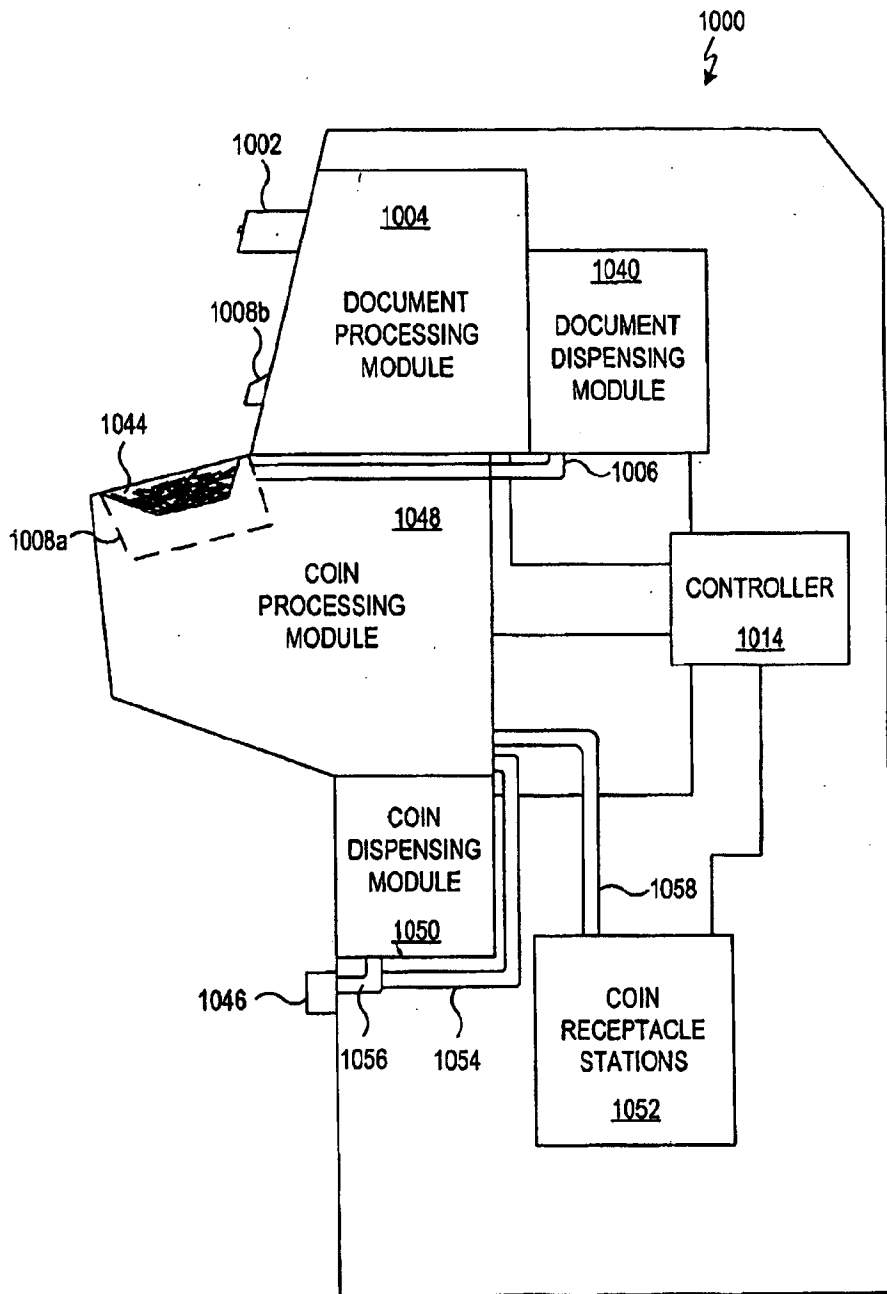 1000
1002
1004
DOCUMENT
PROCESSING
MODULE
1040
DOCUMENT
DISPENSING
MODULE
1008b
1044
1006
1008a
1048
COIN
PROCESSING
MODULE
CONTROLLER
1014
COIN
DISPENSING
MODULE
1050
1058
1046
1056
1054
COIN
RECEPTACLE
STATIONS
1052